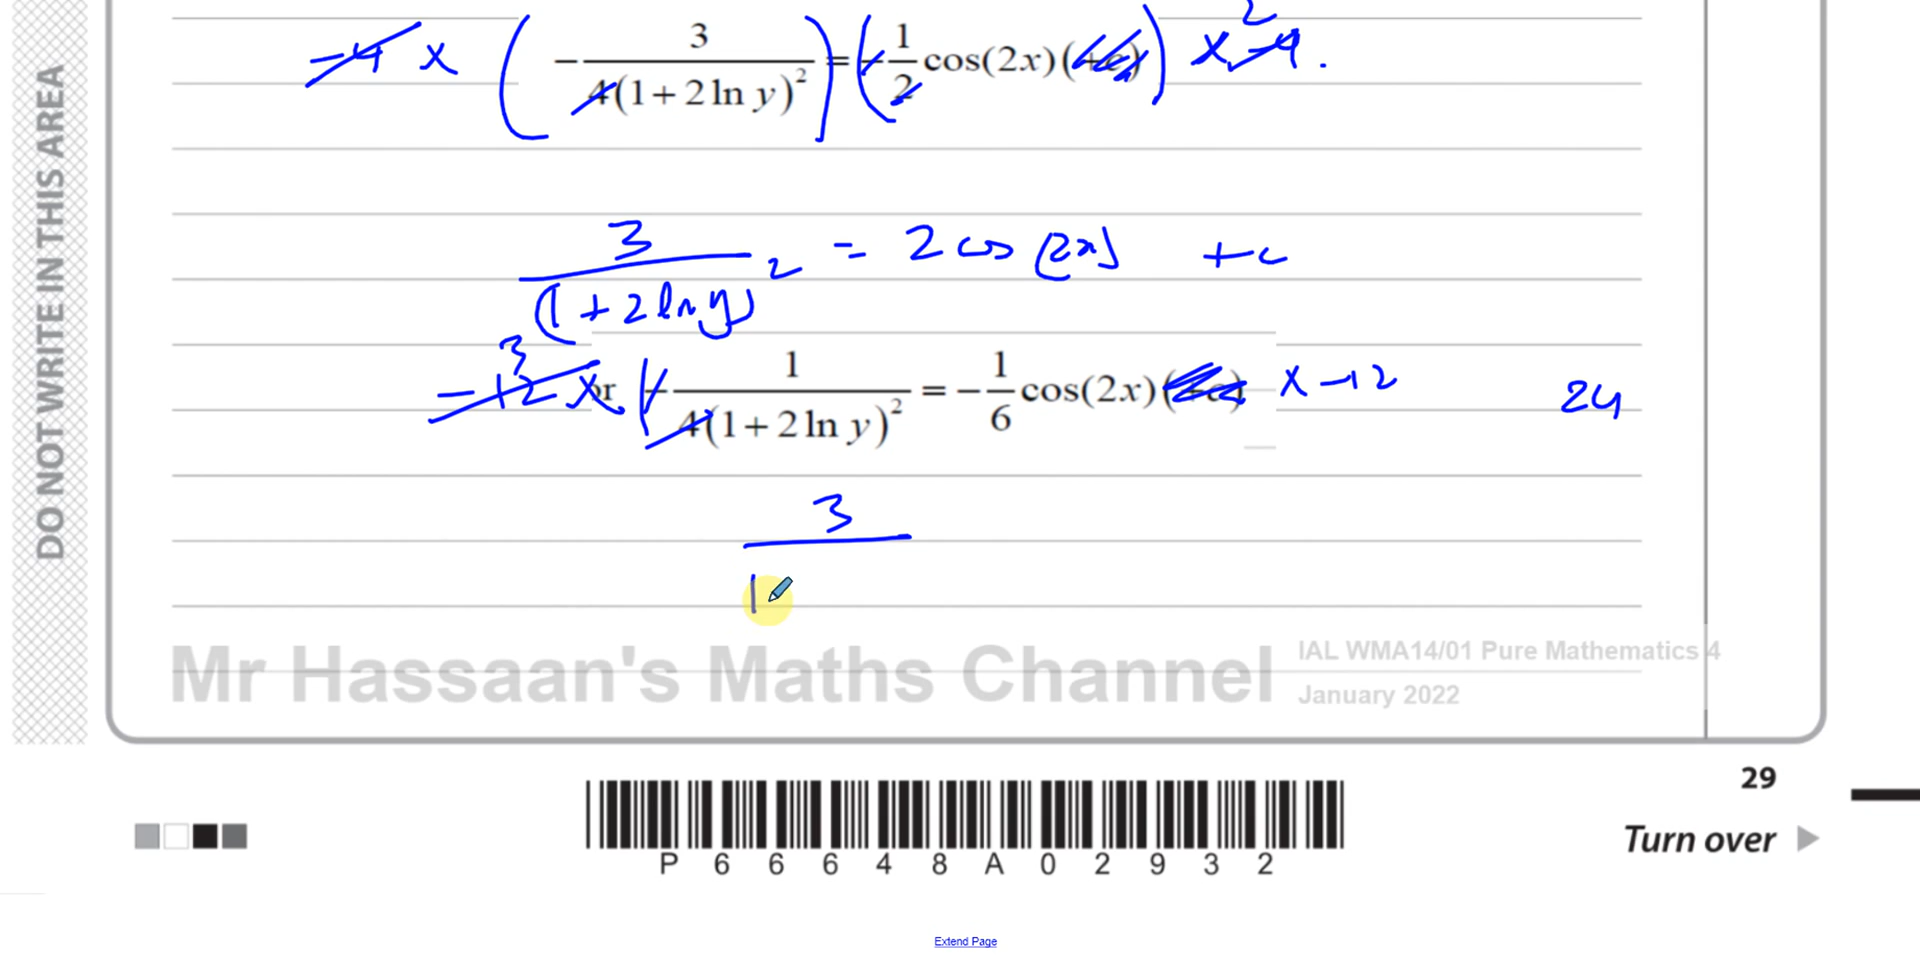 -4 x ( - 3 / 4(1 + 2 ln y)² ) = ( - 1/2 cos(2x) (+c) ) x -4 . 2
3 / (1 + 2 ln y)² = 2 cos (2x) + c
-12 x or ( - 1 / 4(1 + 2 ln y)² = - 1/6 cos(2x) (+c) x -12 24
3
3
1
DO NOT WRITE IN THIS AREA
Mr Hassaan's Maths Channel
IAL WMA14/01 Pure Mathematics 4
January 2022
29
Turn over
P 6 6 6 4 8 A 0 2 9 3 2
Extend Page